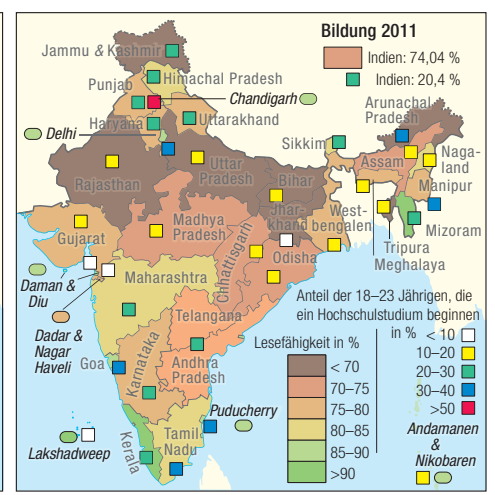 Bildung 2011
Indien: 74,04 %
Indien: 20,4 %
Jammu & Kashmir
Himachal Pradesh
Punjab
Chandigarh
Arunachal
Pradesh
Haryana
Uttarakhand
Delhi
Sikkim
Assam
Naga-
land
Uttar
Pradesh
Rajasthan
Bihar
Manipur
Jhar-
khand
West-
bengalen
Madhya
Pradesh
Gujarat
Chhattisgarh
Mizoram
Tripura
Meghalaya
Odisha
Daman &
Diu
Maharashtra
Dadar &
Nagar
Haveli
Telangana
Anteil der 18–23 Jährigen, die
ein Hochschulstudium beginnen
in %
< 10
10–20
20–30
30–40
>50
Lesefähigkeit in %
< 70
70–75
75–80
80–85
85–90
>90
Goa
Karnataka
Andhra
Pradesh
Puducherry
Lakshadweep
Kerala
Tamil
Nadu
Andamanen
&
Nikobaren